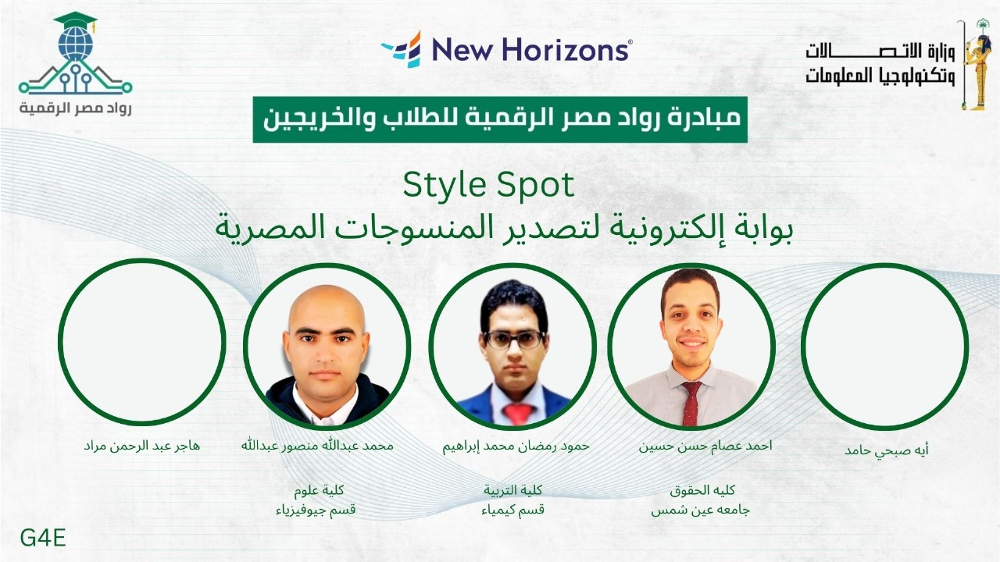 رواد مصر الرقمية
New Horizons®
وزارة الاتصالات
وتكنولوجيا المعلومات
مبادرة رواد مصر الرقمية للطلاب والخريجين
Style Spot
بوابة إلكترونية لتصدير المنسوجات المصرية
أيه صبحي حامد
احمد عصام حسن حسين
كليه الحقوق
جامعه عين شمس
حمود رمضان محمد إبراهيم
كلية التربية
قسم كيمياء
محمد عبدالله منصور عبدالله
كلية علوم
قسم جيوفيزياء
هاجر عبد الرحمن مراد
G4E